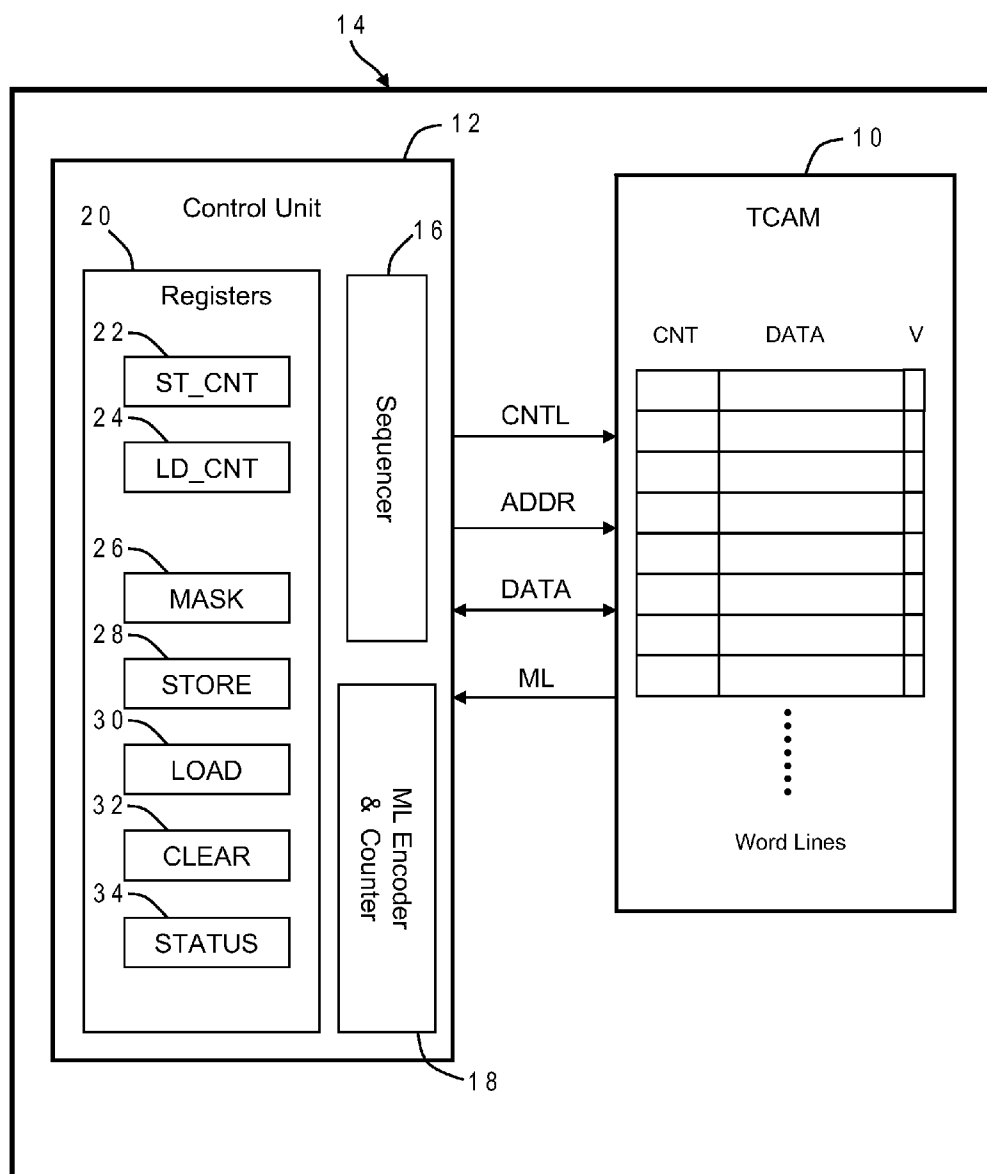 14
12
10
Control Unit
TCAM
20
16
Registers
22
ST_CNT
24
LD_CNT
26
MASK
28
STORE
30
LOAD
32
CLEAR
34
STATUS
Sequencer
ML Encoder
& Counter
18
CNTL
ADDR
DATA
ML
CNT DATA V
Word Lines